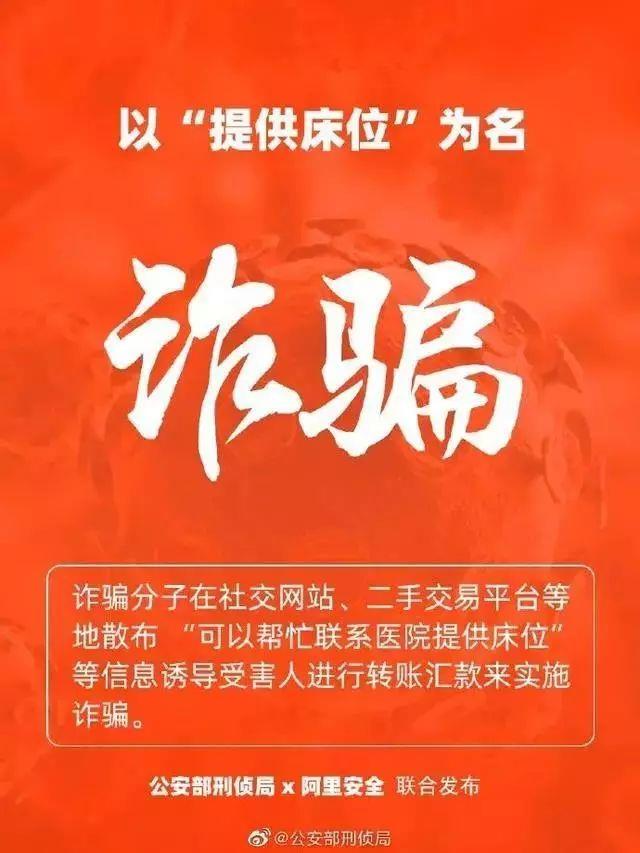 以“提供床位”为名
诈骗
诈骗分子在社交网站、二手交易平台等
地散布 “可以帮忙联系医院提供床位”
等信息诱导受害人进行转账汇款来实施
诈骗。
公安部刑侦局 x 阿里安全 联合发布
@公安部刑侦局